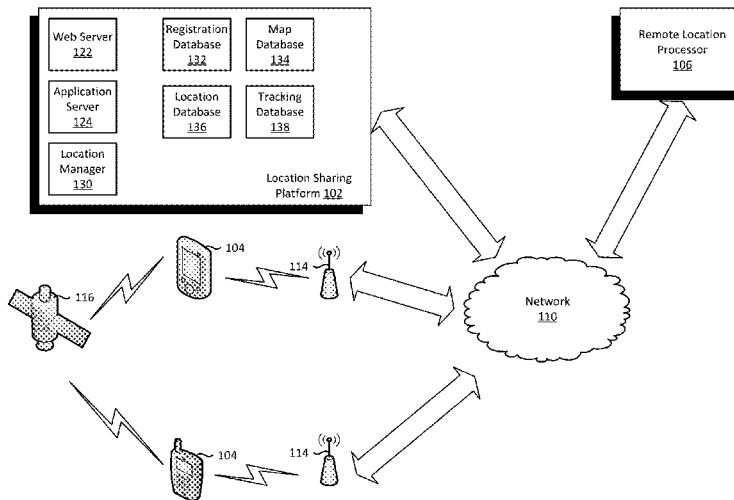 Web Server
122
Registration
Database
132
Map
Database
134
Application
Server
124
Location
Database
136
Tracking
Database
138
Location
Manager
130
Location Sharing
Platform 102
Remote Location
Processor
106
104
114
116
Network
110
104
114